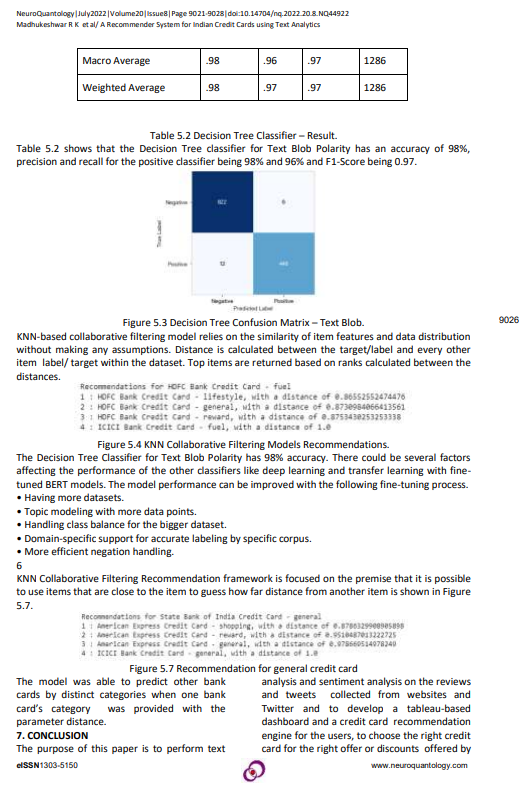 NeuroQuantology|July2022|Volume20|Issue8|Page 9021-9028|doi:10.14704/nq.2022.20.8.NQ44922
Madhukeshwar R K et al/ A Recommender System for Indian Credit Cards using Text Analytics
Macro Average .98 .96 .97 1286
Weighted Average .98 .97 .97 1286
Table 5.2 Decision Tree Classifier – Result.
Table 5.2 shows that the Decision Tree classifier for Text Blob Polarity has an accuracy of 98%,
precision and recall for the positive classifier being 98% and 96% and F1-Score being 0.97.
True Label
Negative
Positive
Negative Positive
Predicted Label
Figure 5.3 Decision Tree Confusion Matrix – Text Blob.
9026
KNN-based collaborative filtering model relies on the similarity of item features and data distribution
without making any assumptions. Distance is calculated between the target/label and every other
item label/ target within the dataset. Top items are returned based on ranks calculated between the
distances.
Recommendations for HDFC Bank Credit Card - fuel
1 : HDFC Bank Credit Card - lifestyle, with a distance of
2 : HDFC Bank Credit Card - general, with a distance of
3 : HDFC Bank Credit Card - reward, with a distance of
4 : ICICI Bank Credit Card - fuel, with a distance of 1.0
Figure 5.4 KNN Collaborative Filtering Models Recommendations.
The Decision Tree Classifier for Text Blob Polarity has 98% accuracy. There could be several factors
affecting the performance of the other classifiers like deep learning and transfer learning with fine-
tuned BERT models. The model performance can be improved with the following fine-tuning process.
• Having more datasets.
• Topic modeling with more data points.
• Handling class balance for the bigger dataset.
• Domain-specific support for accurate labeling by specific corpus.
• More efficient negation handling.
6
KNN Collaborative Filtering Recommendation framework is focused on the premise that it is possible
to use items that are close to the item to guess how far distance from another item is shown in Figure
5.7.
Recommendations for State Bank of India Credit Card - general
1 : American Express Credit Card - shopping, with a distance of
2 : American Express Credit Card - reward, with a distance of
3 : American Express Credit Card - general, with a distance of
4 : ICICI Bank Credit Card - general, with a distance of 1.0
Figure 5.7 Recommendation for general credit card
The model was able to predict other bank
cards by distinct categories when one bank
card's category was provided with the
parameter distance.
7. CONCLUSION
The purpose of this paper is to perform text
analysis and sentiment analysis on the reviews
and tweets collected from websites and
Twitter and to develop a tableau-based
dashboard and a credit card recommendation
engine for the users, to choose the right credit
card for the right offer or discounts offered by
eISSN1303-5150
www.neuroquantology.com